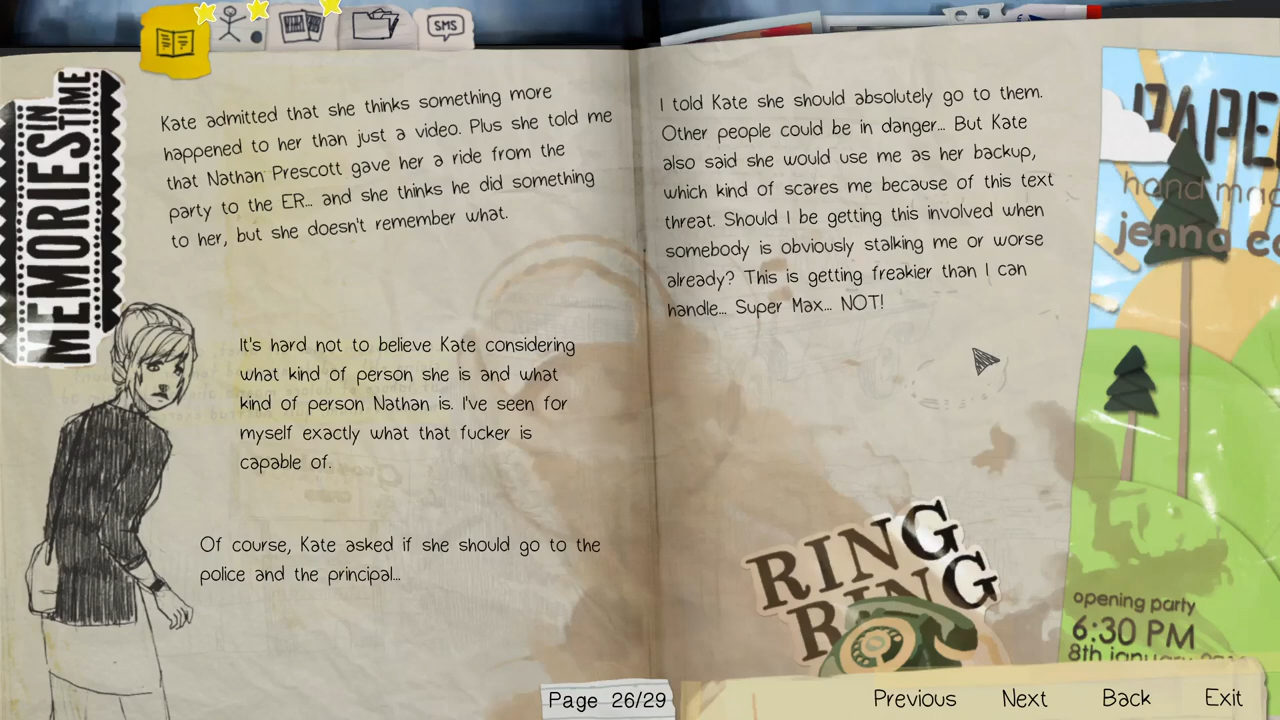 SMS
MEMORIES IN TIME
Kate admitted that she thinks something more
happened to her than just a video. Plus she told me
that Nathan Prescott gave her a ride from the
party to the ER... and she thinks he did something
to her, but she doesn't remember what.
It's hard not to believe Kate considering
what kind of person she is and what
kind of person Nathan is. I've seen for
myself exactly what that fucker is
capable of.
Of course, Kate asked if she should go to the
police and the principal...
I told Kate she should absolutely go to them.
Other people could be in danger... But Kate
also said she would use me as her backup,
which kind of scares me because of this text
threat. Should I be getting this involved when
somebody is obviously stalking me or worse
already? This is getting freakier than I can
handle... Super Max... NOT!
RING
RING
hand
jenna
opening party
6:30 PM
8th
Page 26/29
Previous Next Back Exit